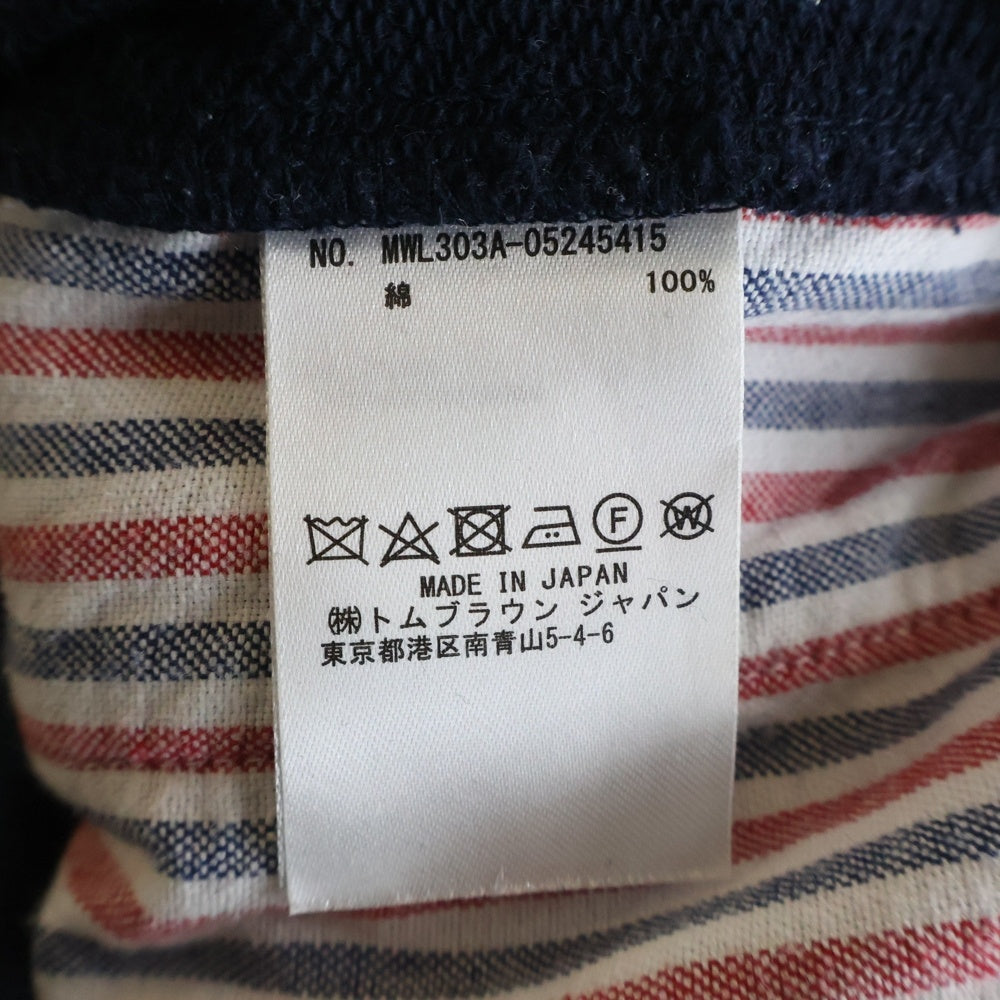 NO. MWL303A-05245415
綿 100%
F W
MADE IN JAPAN
㈱トムブラウン ジャパン
東京都港区南青山5-4-6